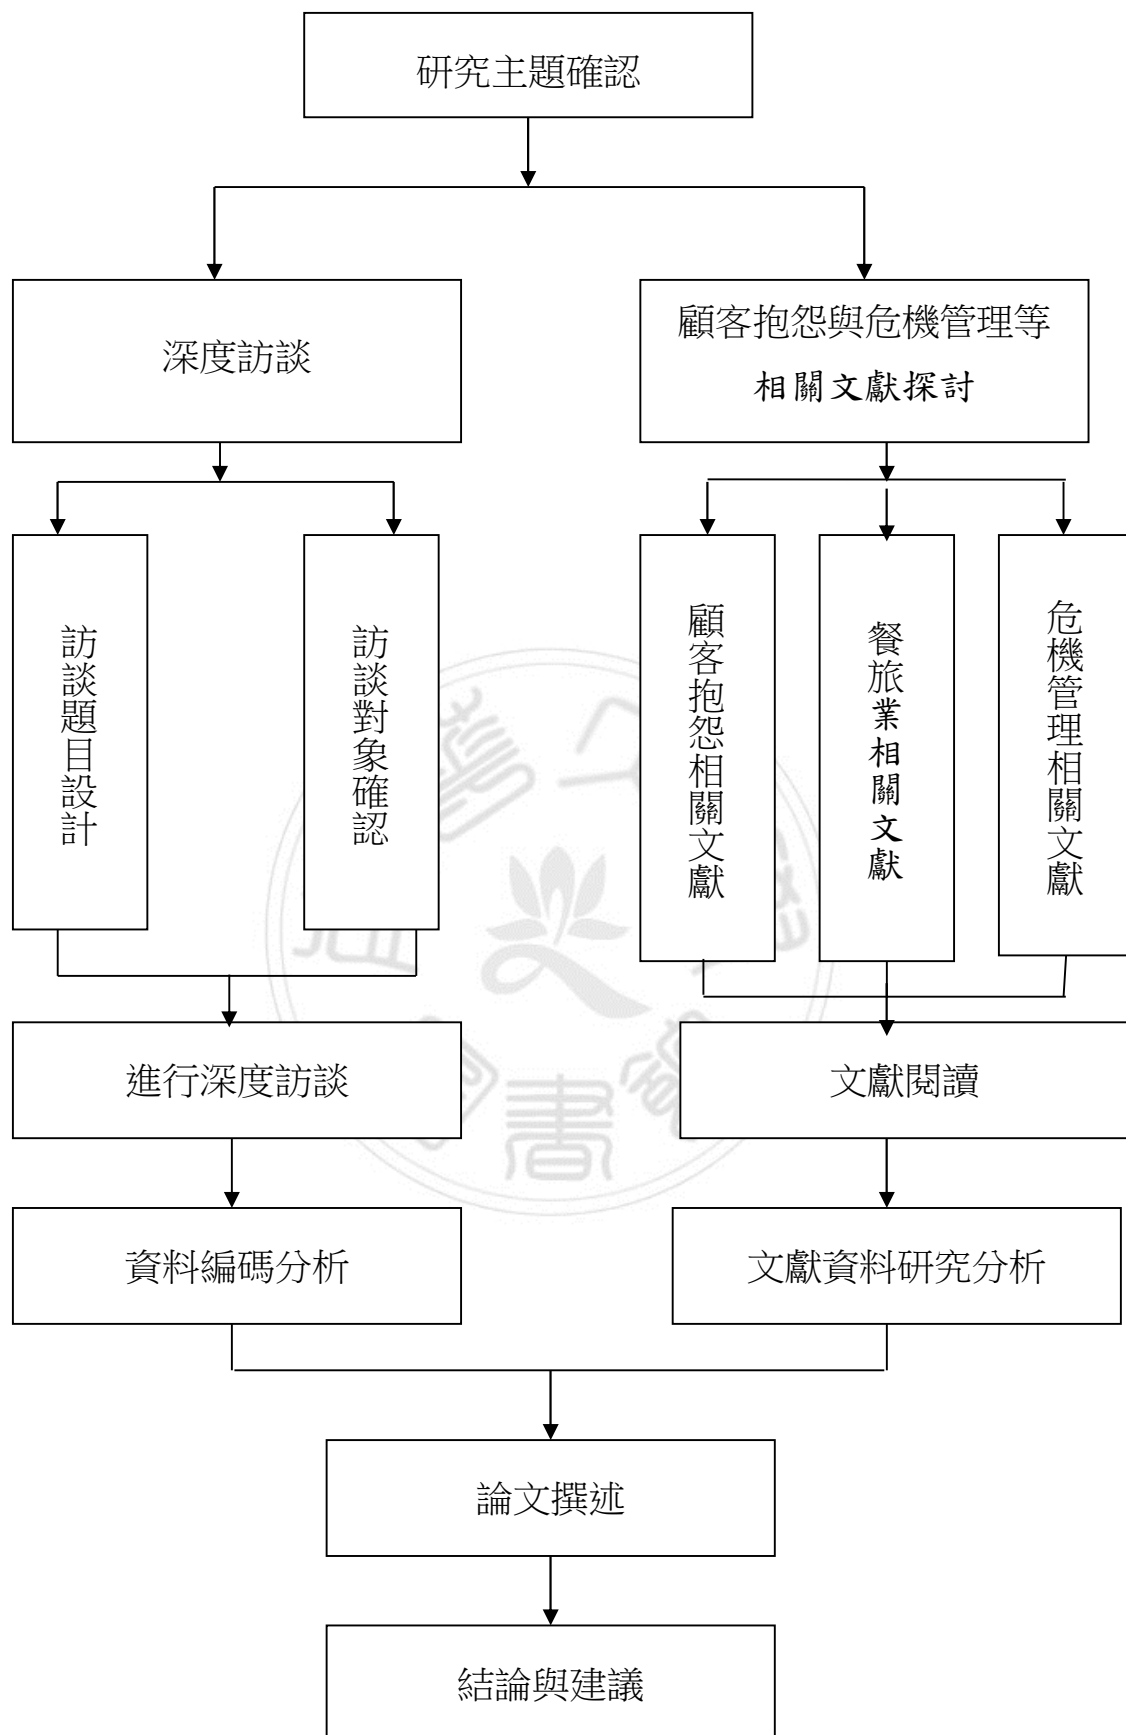 研究主題確認
深度訪談
顧客抱怨與危機管理等
相關文獻探討
訪談題目設計
訪談對象確認
顧客抱怨相關文獻
餐旅業相關文獻
危機管理相關文獻
進行深度訪談
文獻閱讀
資料編碼分析
文獻資料研究分析
論文撰述
結論與建議